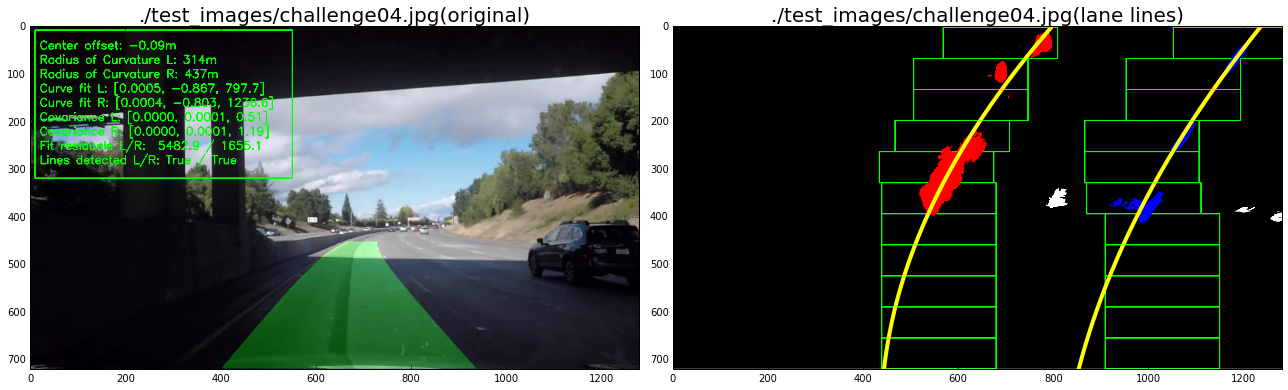 ./test_images/challenge04.jpg(original)
./test_images/challenge04.jpg(lane lines)
Center offset: -0.09m
Radius of Curvature L: 314m
Radius of Curvature R: 437m
Curve fit L: [0.0005, -0.867, 797.7]
Curve fit R: [0.0004, -0.803, 1236.6]
Covariance L: [0.0000, 0.0001, 0.51]
Covariance R: [0.0000, 0.0001, 1.19]
Fit residuals L/R: 5482.9 / 1656.1
Lines detected L/R: True / True
0
100
200
300
400
500
600
700
0
200
400
600
800
1000
1200
0
100
200
300
400
500
600
700
0
200
400
600
800
1000
1200